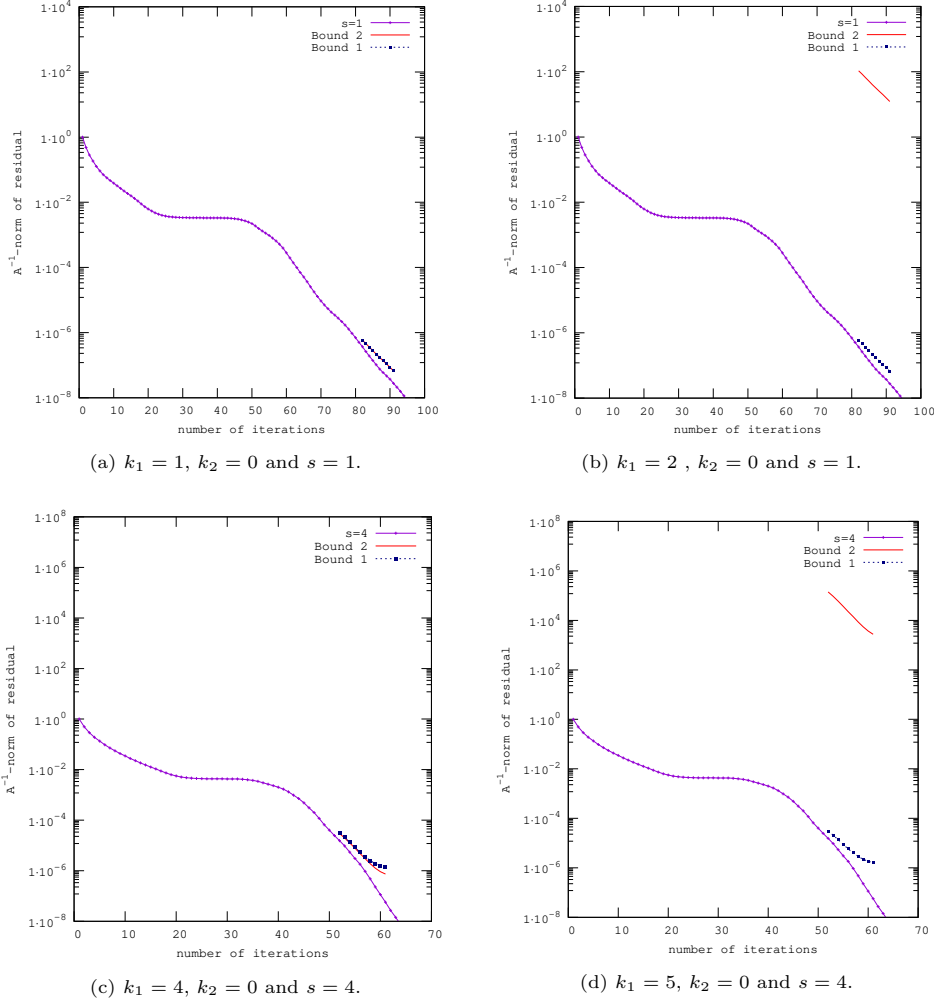 1·10^4
1·10^2
1·10^0
1·10^-2
1·10^-4
1·10^-6
1·10^-8
A^-1-norm of residual
s=1
Bound 2
Bound 1
0 10 20 30 40 50 60 70 80 90 100
number of iterations
(a) k_1 = 1, k_2 = 0 and s = 1.
1·10^4
1·10^2
1·10^0
1·10^-2
1·10^-4
1·10^-6
1·10^-8
A^-1-norm of residual
s=1
Bound 2
Bound 1
0 10 20 30 40 50 60 70 80 90 100
number of iterations
(b) k_1 = 2 , k_2 = 0 and s = 1.
1·10^8
1·10^6
1·10^4
1·10^2
1·10^0
1·10^-2
1·10^-4
1·10^-6
1·10^-8
A^-1-norm of residual
s=4
Bound 2
Bound 1
0 10 20 30 40 50 60 70
number of iterations
(c) k_1 = 4, k_2 = 0 and s = 4.
1·10^8
1·10^6
1·10^4
1·10^2
1·10^0
1·10^-2
1·10^-4
1·10^-6
1·10^-8
A^-1-norm of residual
s=4
Bound 2
Bound 1
0 10 20 30 40 50 60 70
number of iterations
(d) k_1 = 5, k_2 = 0 and s = 4.